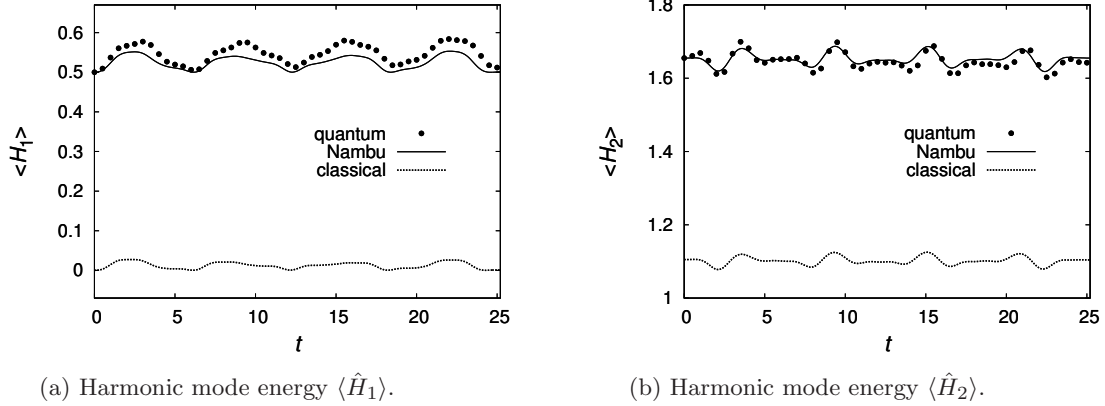 0.6
0.5
0.4
0.3
0.2
0.1
0
<H₁>
quantum
Nambu
classical
0 5 10 15 20 25
t
(a) Harmonic mode energy ⟨Ĥ₁⟩.
1.8
1.6
1.4
1.2
1
<H₂>
quantum
Nambu
classical
0 5 10 15 20 25
t
(b) Harmonic mode energy ⟨Ĥ₂⟩.